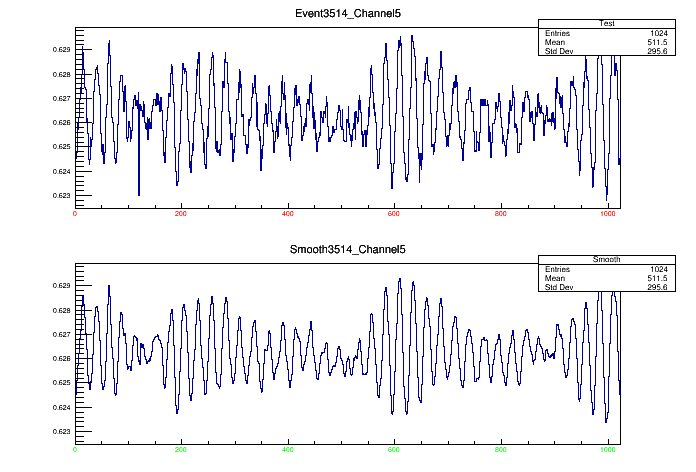 Event3514_Channel5
Test
Entries 1024
Mean 511.5
Std Dev 295.6
0.629
0.628
0.627
0.626
0.625
0.624
0.623
0 200 400 600 800 1000
Smooth3514_Channel5
Smooth
Entries 1024
Mean 511.5
Std Dev 295.6
0.629
0.628
0.627
0.626
0.625
0.624
0.623
0 200 400 600 800 1000